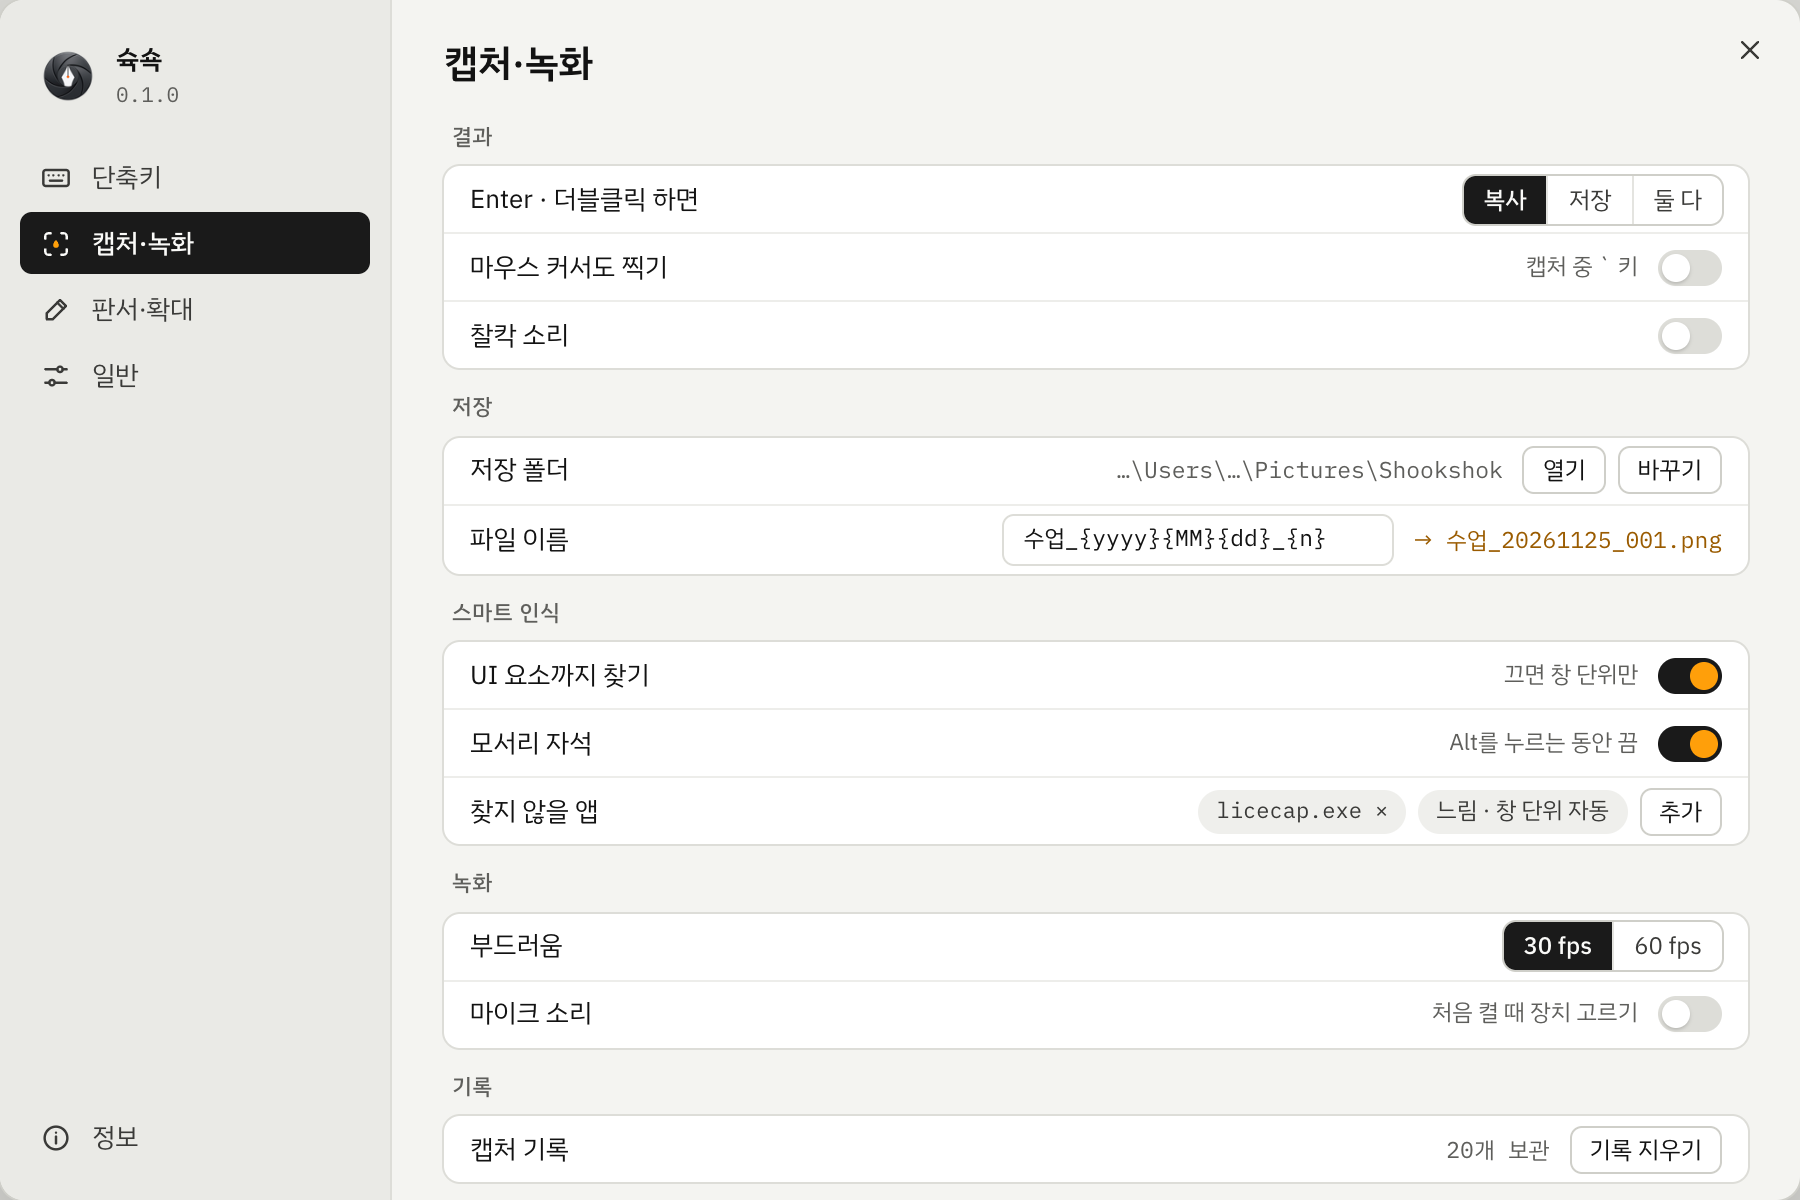 슉쇽
0.1.0
단축키
캡처·녹화
판서·확대
일반
정보
캡처·녹화
결과
Enter · 더블클릭 하면 복사 저장 둘 다
마우스 커서도 찍기 캡처 중 ` 키
찰칵 소리
저장
저장 폴더 …\Users\…\Pictures\Shookshok 열기 바꾸기
파일 이름 수업_{yyyy}{MM}{dd}_{n} → 수업_20261125_001.png
스마트 인식
UI 요소까지 찾기 끄면 창 단위만
모서리 자석 Alt를 누르는 동안 끔
찾지 않을 앱 licecap.exe × 느림 · 창 단위 자동 추가
녹화
부드러움 30 fps 60 fps
마이크 소리 처음 켤 때 장치 고르기
기록
캡처 기록 20개 보관 기록 지우기